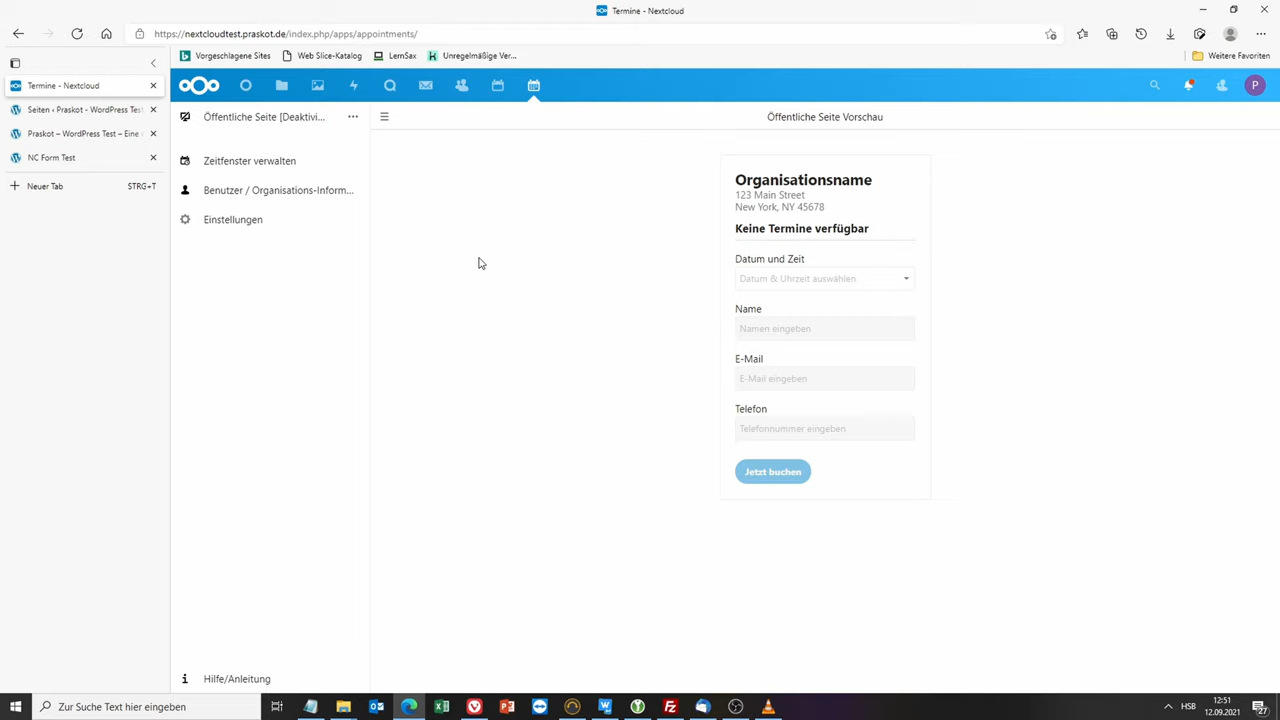 Termine - Nextcloud
https://nextcloudtest.praskot.de/index.php/apps/appointments/
Vorgeschlagene Sites
Web Slice-Katalog
LernSax
Unregelmäßige Ver...
Weitere Favoriten
Termine - Nextcloud
Seiten ‹ Praskot - WordPress Test
Praskot – WordPress Test – Eine
NC Form Test
Neuer Tab
STRG+T
P
Öffentliche Seite [Deaktivi...
Zeitfenster verwalten
Benutzer / Organisations-Inform...
Einstellungen
Hilfe/Anleitung
Öffentliche Seite Vorschau
Organisationsname
123 Main Street
New York, NY 45678
Keine Termine verfügbar
Datum und Zeit
Datum & Uhrzeit auswählen
Name
Namen eingeben
E-Mail
E-Mail eingeben
Telefon
Telefonnummer eingeben
Jetzt buchen
Zur Suche Text hier eingeben
HSB
12:51
12.09.2021
27